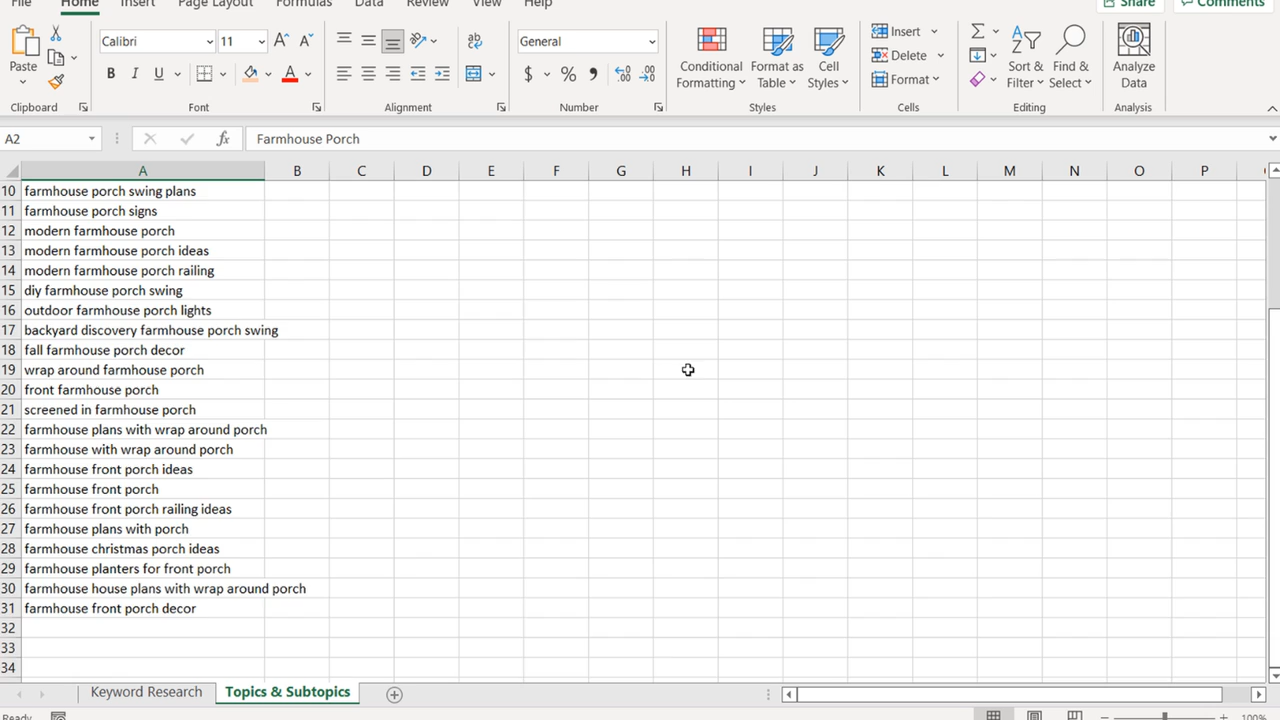 File Home Insert Page Layout Formulas Data Review View Help Share Comments
Calibri 11 General Insert
Paste Conditional Format as Cell Delete Sort & Find & Analyze
Formatting Table Styles Format Filter Select Data
Clipboard Font Alignment Number Styles Cells Editing Analysis
A2 fx Farmhouse Porch
A B C D E F G H I J K L M N O P
10 farmhouse porch swing plans
11 farmhouse porch signs
12 modern farmhouse porch
13 modern farmhouse porch ideas
14 modern farmhouse porch railing
15 diy farmhouse porch swing
16 outdoor farmhouse porch lights
17 backyard discovery farmhouse porch swing
18 fall farmhouse porch decor
19 wrap around farmhouse porch
20 front farmhouse porch
21 screened in farmhouse porch
22 farmhouse plans with wrap around porch
23 farmhouse with wrap around porch
24 farmhouse front porch ideas
25 farmhouse front porch
26 farmhouse front porch railing ideas
27 farmhouse plans with porch
28 farmhouse christmas porch ideas
29 farmhouse planters for front porch
30 farmhouse house plans with wrap around porch
31 farmhouse front porch decor
32
33
34
Keyword Research Topics & Subtopics
Ready 100%